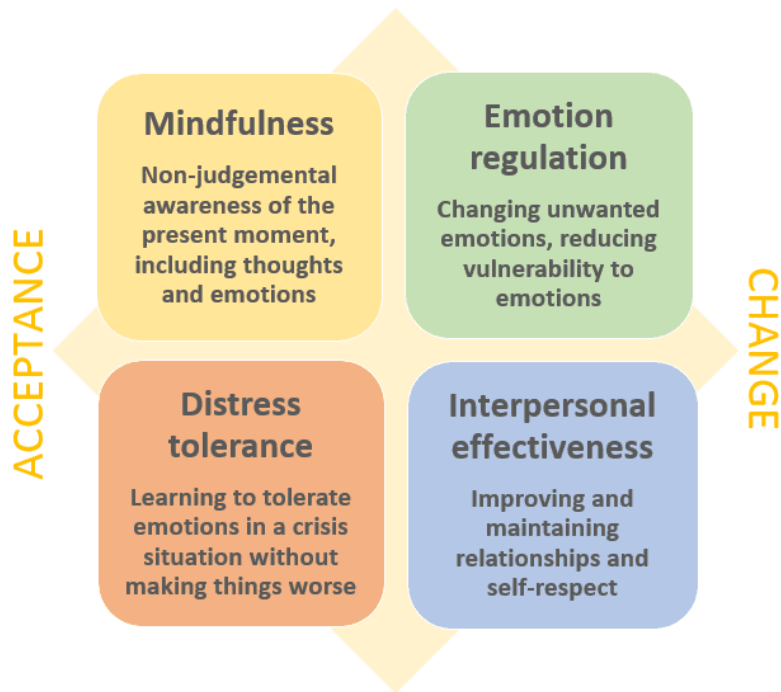 ACCEPTANCE
Mindfulness
Non-judgemental
awareness of the
present moment,
including thoughts
and emotions
Emotion
regulation
Changing unwanted
emotions, reducing
vulnerability to
emotions
Distress
tolerance
Learning to tolerate
emotions in a crisis
situation without
making things worse
Interpersonal
effectiveness
Improving and
maintaining
relationships and
self-respect
CHANGE